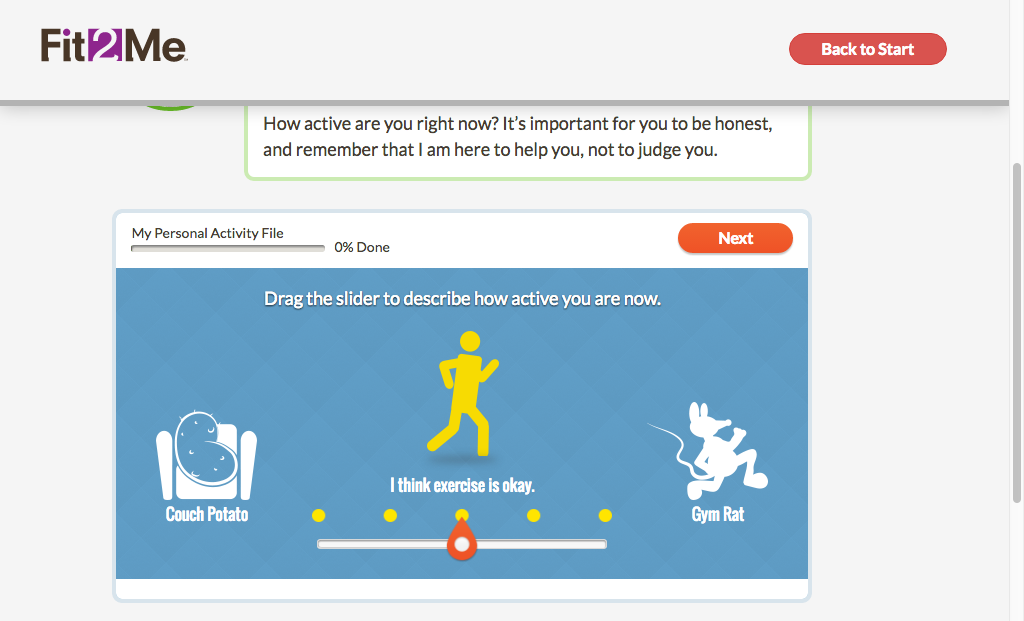 Fit2Me
Back to Start
How active are you right now? It's important for you to be honest,
and remember that I am here to help you, not to judge you.
My Personal Activity File
0% Done
Next
Drag the slider to describe how active you are now.
I think exercise is okay.
Couch Potato
Gym Rat